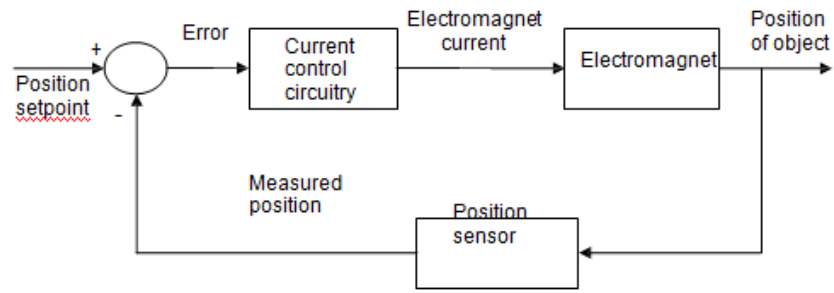 +
Position
setpoint
-
Error
Current
control
circuitry
Electromagnet
current
Electromagnet
Position
of object
Measured
position
Position
sensor